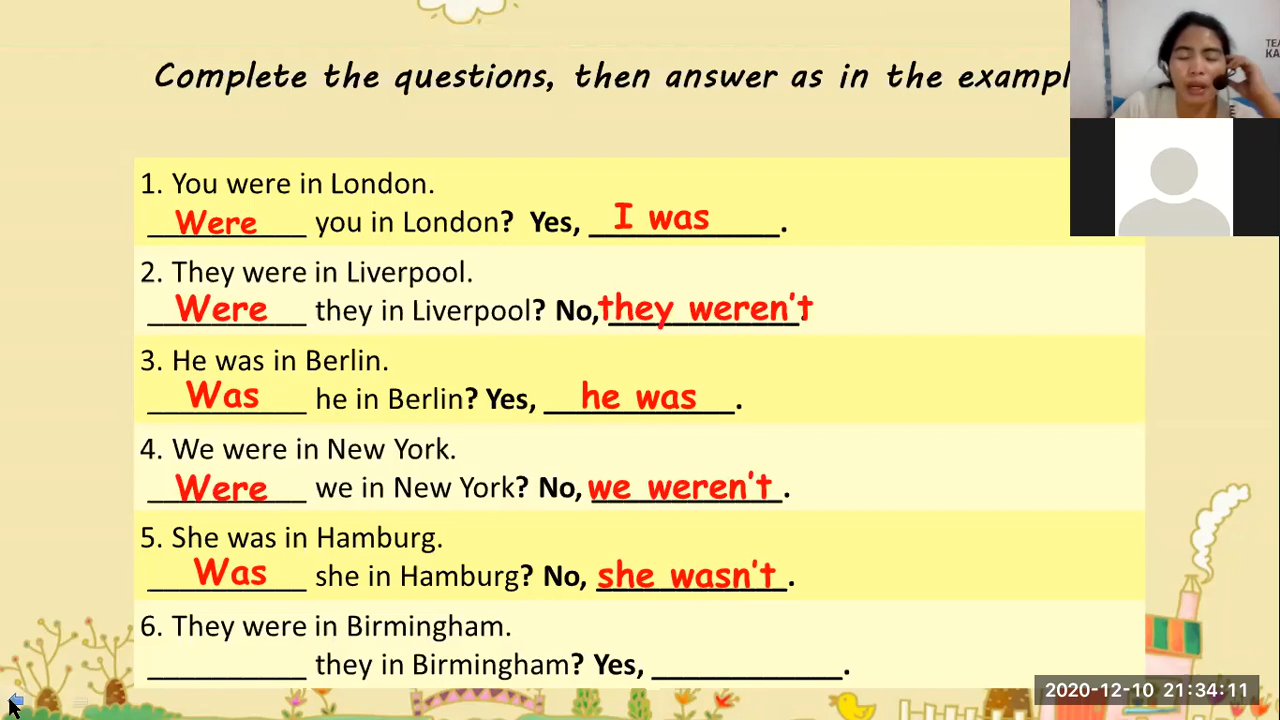 Complete the questions, then answer as in the exampl
TEA
KA
1. You were in London.
Were you in London? Yes, I was.
2. They were in Liverpool.
Were they in Liverpool? No, they weren't.
3. He was in Berlin.
Was he in Berlin? Yes, he was.
4. We were in New York.
Were we in New York? No, we weren't.
5. She was in Hamburg.
Was she in Hamburg? No, she wasn't.
6. They were in Birmingham.
__________ they in Birmingham? Yes, ____________.
2020-12-10 21:34:11